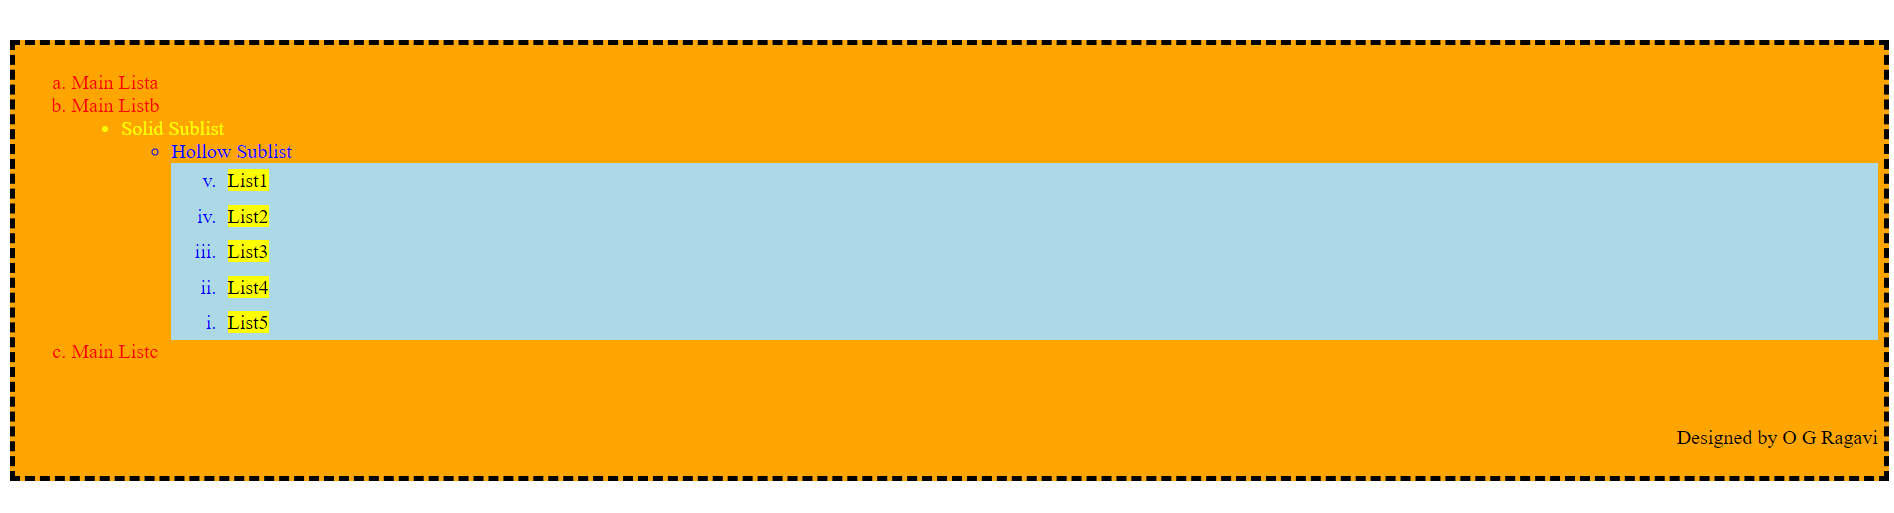 a. Main Lista
b. Main Listb
• Solid Sublist
◦ Hollow Sublist
v. List1
iv. List2
iii. List3
ii. List4
i. List5
c. Main Listc
Designed by O G Ragavi